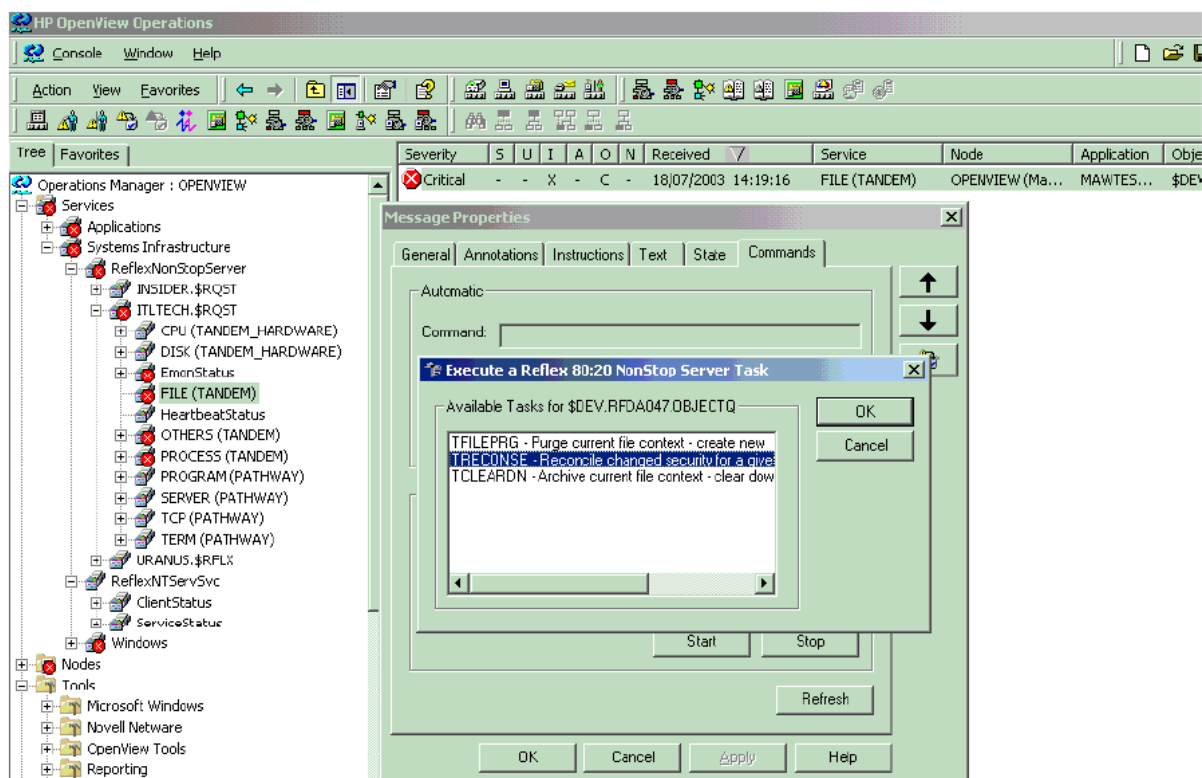 HP OpenView Operations
Console Window Help
Action View Favorites
Tree Favorites
Severity S U I A O N Received Service Node Application Obje
Critical - - X - C - 18/07/2003 14:19:16 FILE (TANDEM) OPENVIEW (Ma... MAWTES... $DEV
Operations Manager : OPENVIEW
Services
Applications
Systems Infrastructure
ReflexNonStopServer
INSIDER.$RQST
ITLTECH.$RQST
CPU (TANDEM_HARDWARE)
DISK (TANDEM_HARDWARE)
EmonStatus
FILE (TANDEM)
HeartbeatStatus
OTHERS (TANDEM)
PROCESS (TANDEM)
PROGRAM (PATHWAY)
SERVER (PATHWAY)
TCP (PATHWAY)
TERM (PATHWAY)
URANUS.$RFLX
ReflexNTServSvc
ClientStatus
ServiceStatus
Windows
Nodes
Tools
Microsoft Windows
Novell Netware
OpenView Tools
Reporting
Message Properties
General Annotations Instructions Text State Commands
Automatic
Command:
Execute a Reflex 80:20 NonStop Server Task
Available Tasks for $DEV.RFDA047.OBJECTQ
TFILEPRG - Purge current file context - create new
TRECONSE - Reconcile changed security for a give
TCLEARDN - Archive current file context - clear dow
OK
Cancel
Start Stop
Refresh
OK Cancel Apply Help